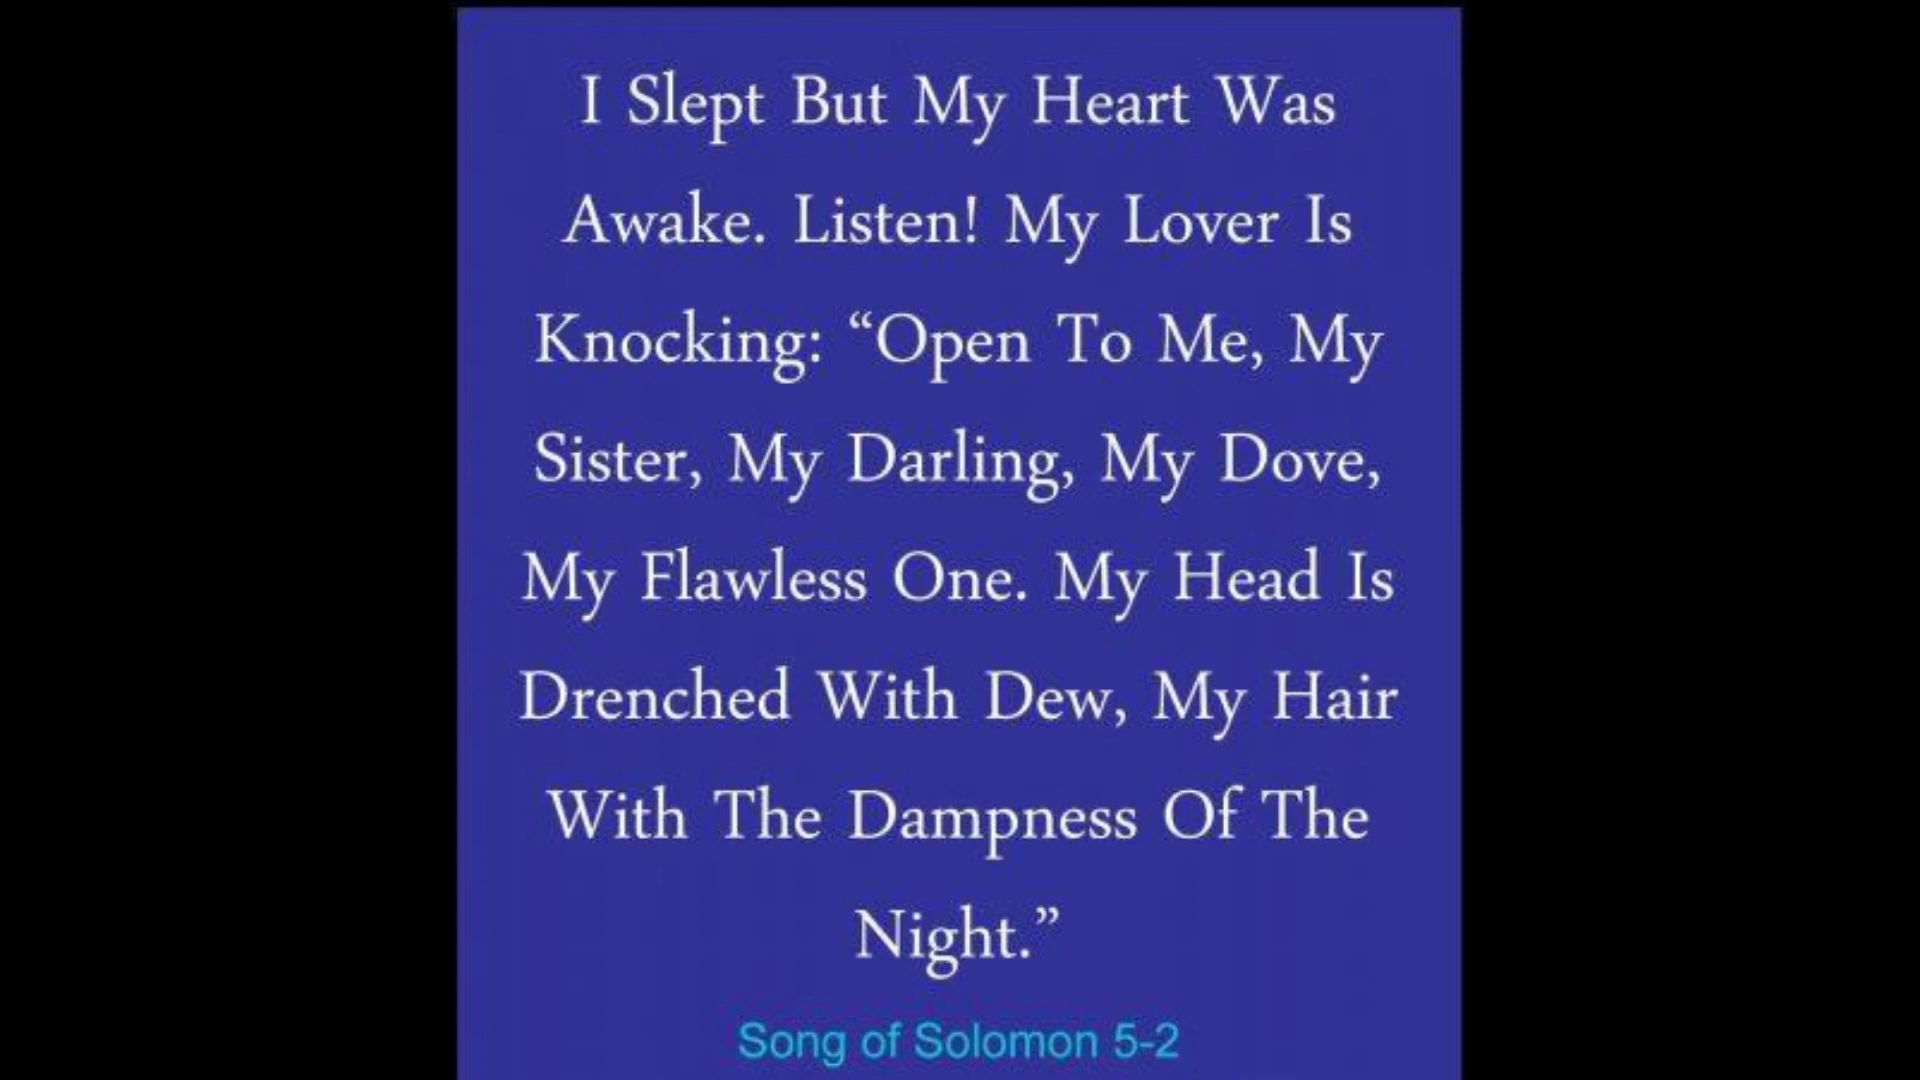 I Slept But My Heart Was
Awake. Listen! My Lover Is
Knocking: “Open To Me, My
Sister, My Darling, My Dove,
My Flawless One. My Head Is
Drenched With Dew, My Hair
With The Dampness Of The
Night.”
Song of Solomon 5-2